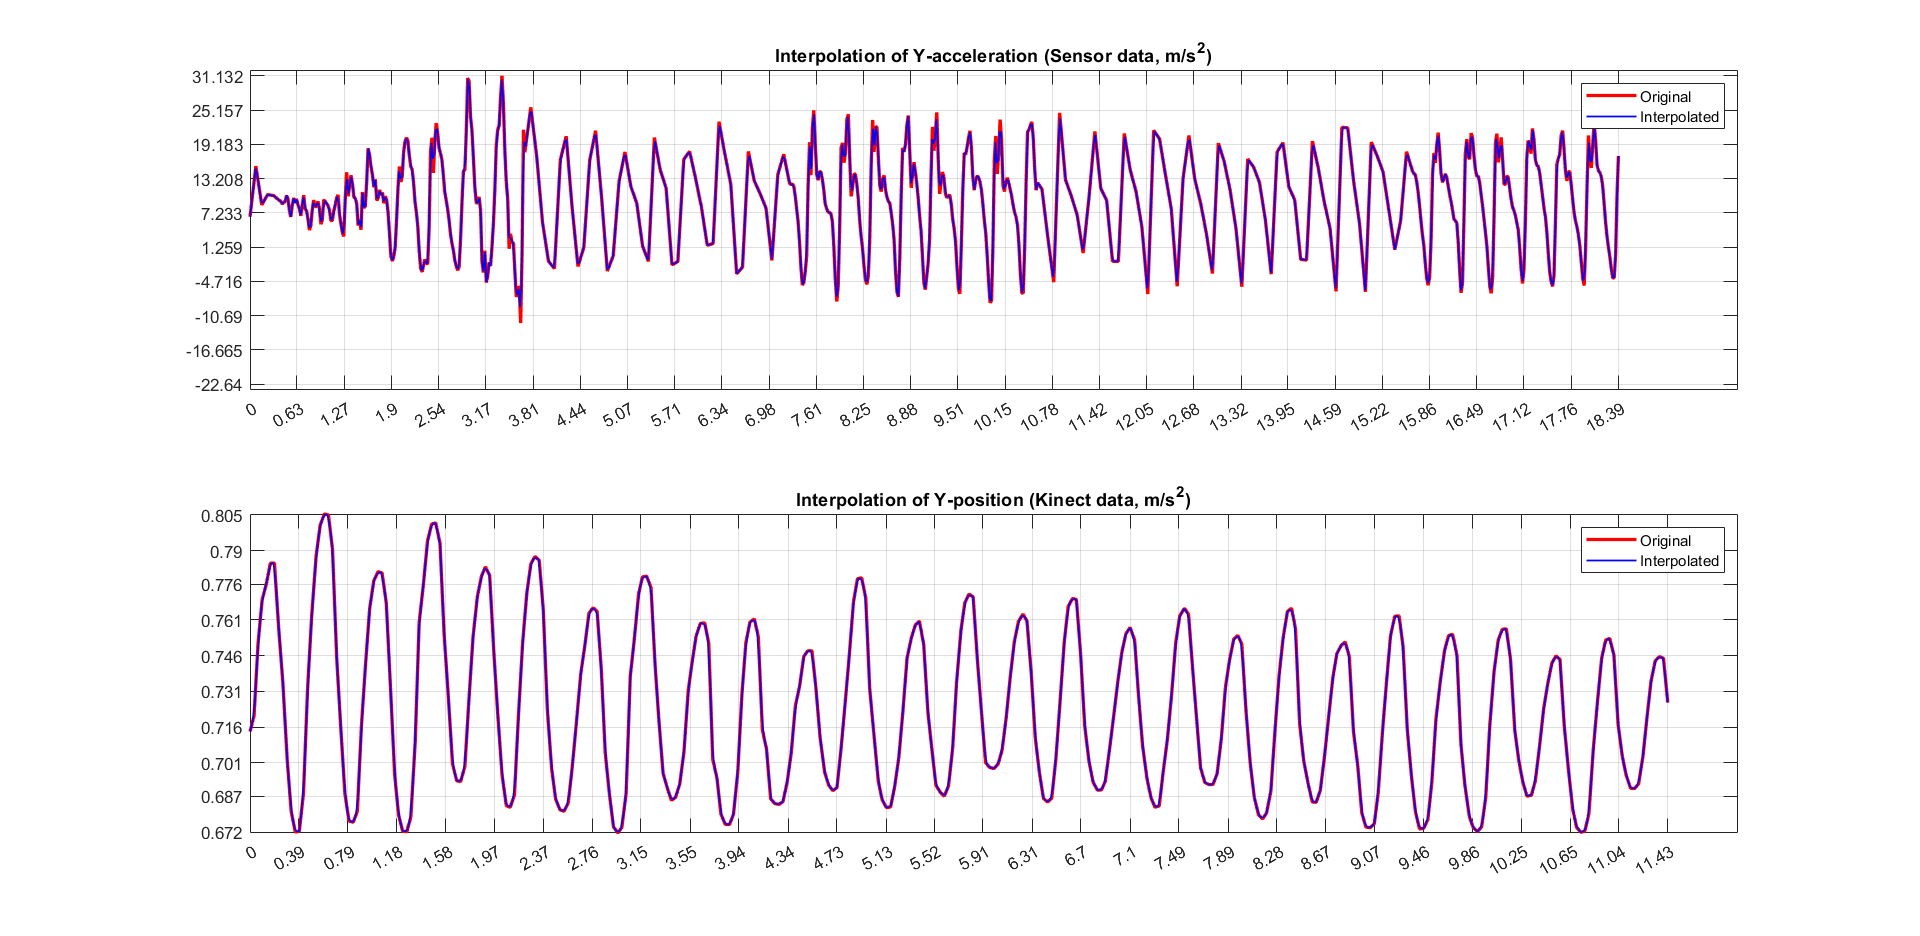 Interpolation of Y-acceleration (Sensor data, m/s²)
31.132
25.157
19.183
13.208
7.233
1.259
-4.716
-10.69
-16.665
-22.64
Original
Interpolated
0 0.63 1.27 1.9 2.54 3.17 3.81 4.44 5.07 5.71 6.34 6.98 7.61 8.25 8.88 9.51 10.15 10.78 11.42 12.05 12.68 13.32 13.95 14.59 15.22 15.86 16.49 17.12 17.76 18.39
Interpolation of Y-position (Kinect data, m/s²)
0.805
0.79
0.776
0.761
0.746
0.731
0.716
0.701
0.687
0.672
Original
Interpolated
0 0.39 0.79 1.18 1.58 1.97 2.37 2.76 3.15 3.55 3.94 4.34 4.73 5.13 5.52 5.91 6.31 6.7 7.1 7.49 7.89 8.28 8.67 9.07 9.46 9.86 10.25 10.65 11.04 11.43